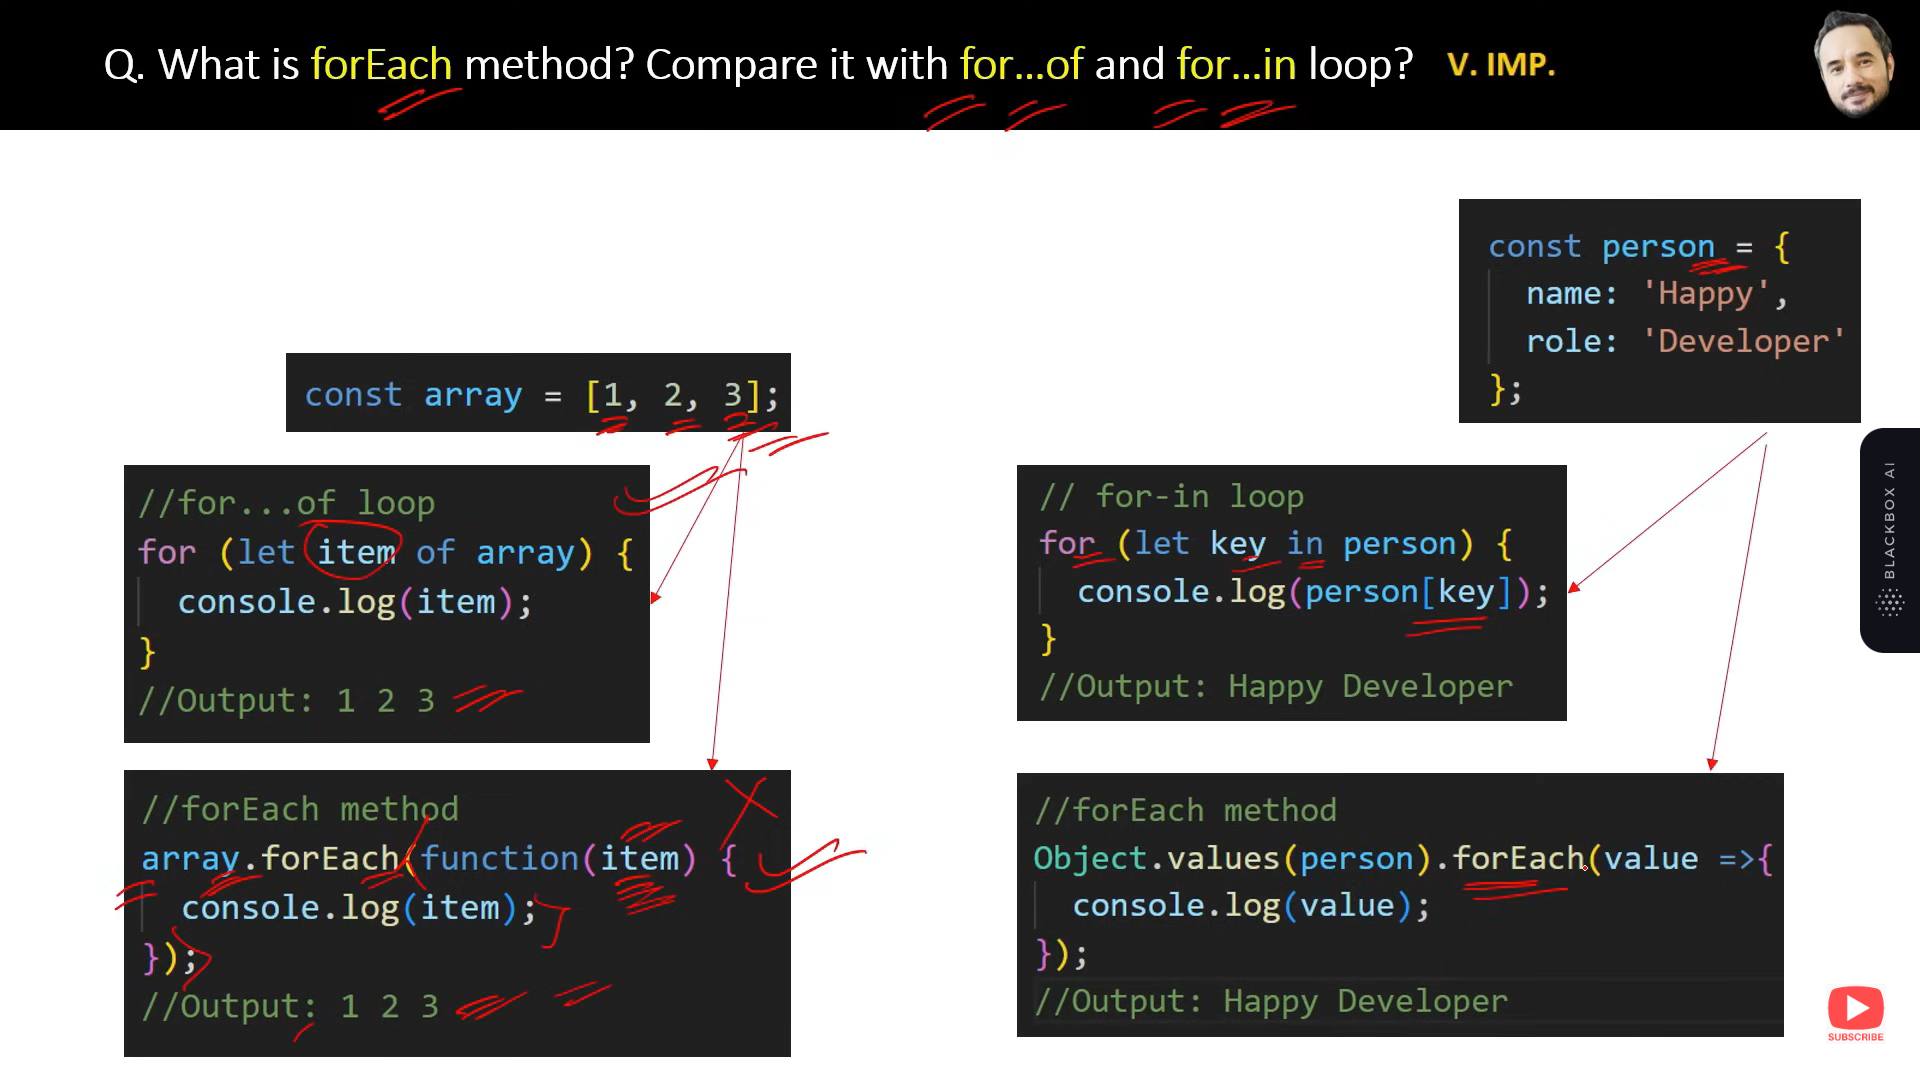 Q. What is forEach method? Compare it with for...of and for...in loop? V. IMP.
const array = [1, 2, 3];
//for...of loop
for (let item of array) {
console.log(item);
}
//Output: 1 2 3
//forEach method
array.forEach(function(item) {
console.log(item);
});
//Output: 1 2 3
const person = {
name: 'Happy',
role: 'Developer'
};
// for-in loop
for (let key in person) {
console.log(person[key]);
}
//Output: Happy Developer
//forEach method
Object.values(person).forEach(value =>{
console.log(value);
});
//Output: Happy Developer
BLACKBOX AI
SUBSCRIBE